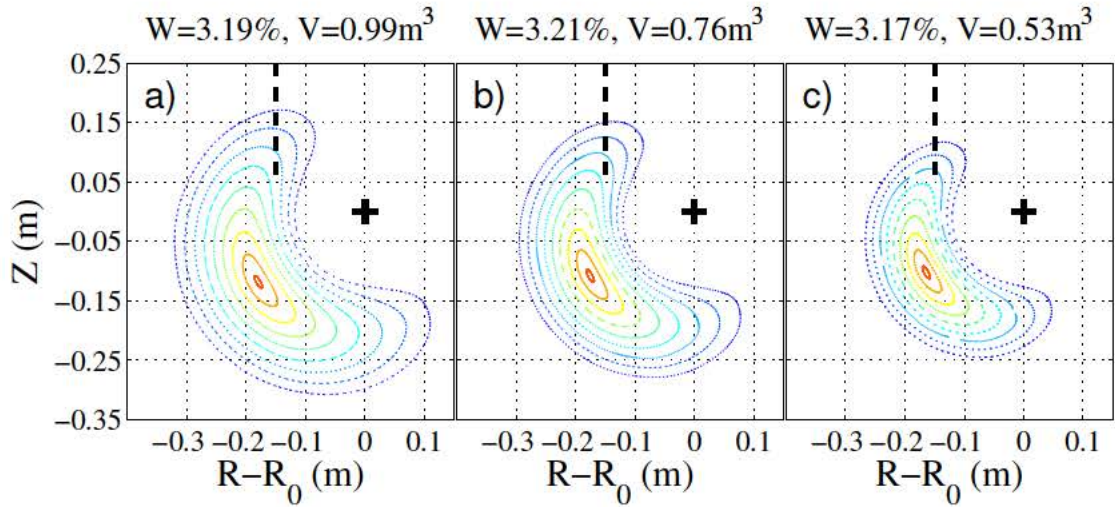 W=3.19%, V=0.99m³ W=3.21%, V=0.76m³ W=3.17%, V=0.53m³
0.25
a) b) c)
0.15
0.05
−0.05
−0.15
−0.25
−0.35
Z (m)
−0.3 −0.2 −0.1 0 0.1 −0.3 −0.2 −0.1 0 0.1 −0.3 −0.2 −0.1 0 0.1
R−R₀ (m) R−R₀ (m) R−R₀ (m)